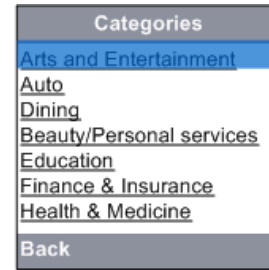 Categories
Arts and Entertainment
Auto
Dining
Beauty/Personal services
Education
Finance & Insurance
Health & Medicine
Back